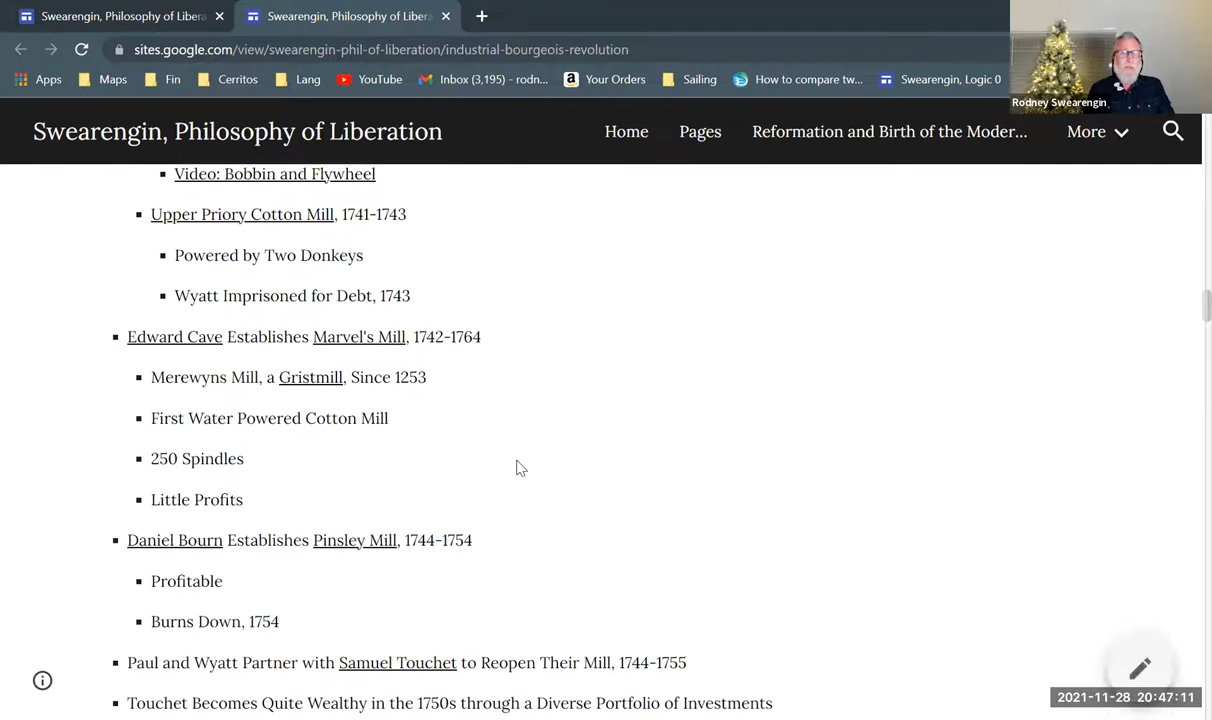 Swearengin, Philosophy of Libera
Swearengin, Philosophy of Libera
sites.google.com/view/swearengin-phil-of-liberation/industrial-bourgeois-revolution
Apps
Maps
Fin
Cerritos
Lang
YouTube
Inbox (3,195) - rodn...
Your Orders
Sailing
How to compare tw...
Swearengin, Logic 0
Rodney Swearengin
Swearengin, Philosophy of Liberation
Home
Pages
Reformation and Birth of the Moder...
More
Video: Bobbin and Flywheel
Upper Priory Cotton Mill, 1741-1743
Powered by Two Donkeys
Wyatt Imprisoned for Debt, 1743
Edward Cave Establishes Marvel's Mill, 1742-1764
Merewyns Mill, a Gristmill, Since 1253
First Water Powered Cotton Mill
250 Spindles
Little Profits
Daniel Bourn Establishes Pinsley Mill, 1744-1754
Profitable
Burns Down, 1754
Paul and Wyatt Partner with Samuel Touchet to Reopen Their Mill, 1744-1755
Touchet Becomes Quite Wealthy in the 1750s through a Diverse Portfolio of Investments
2021-11-28 20:47:11